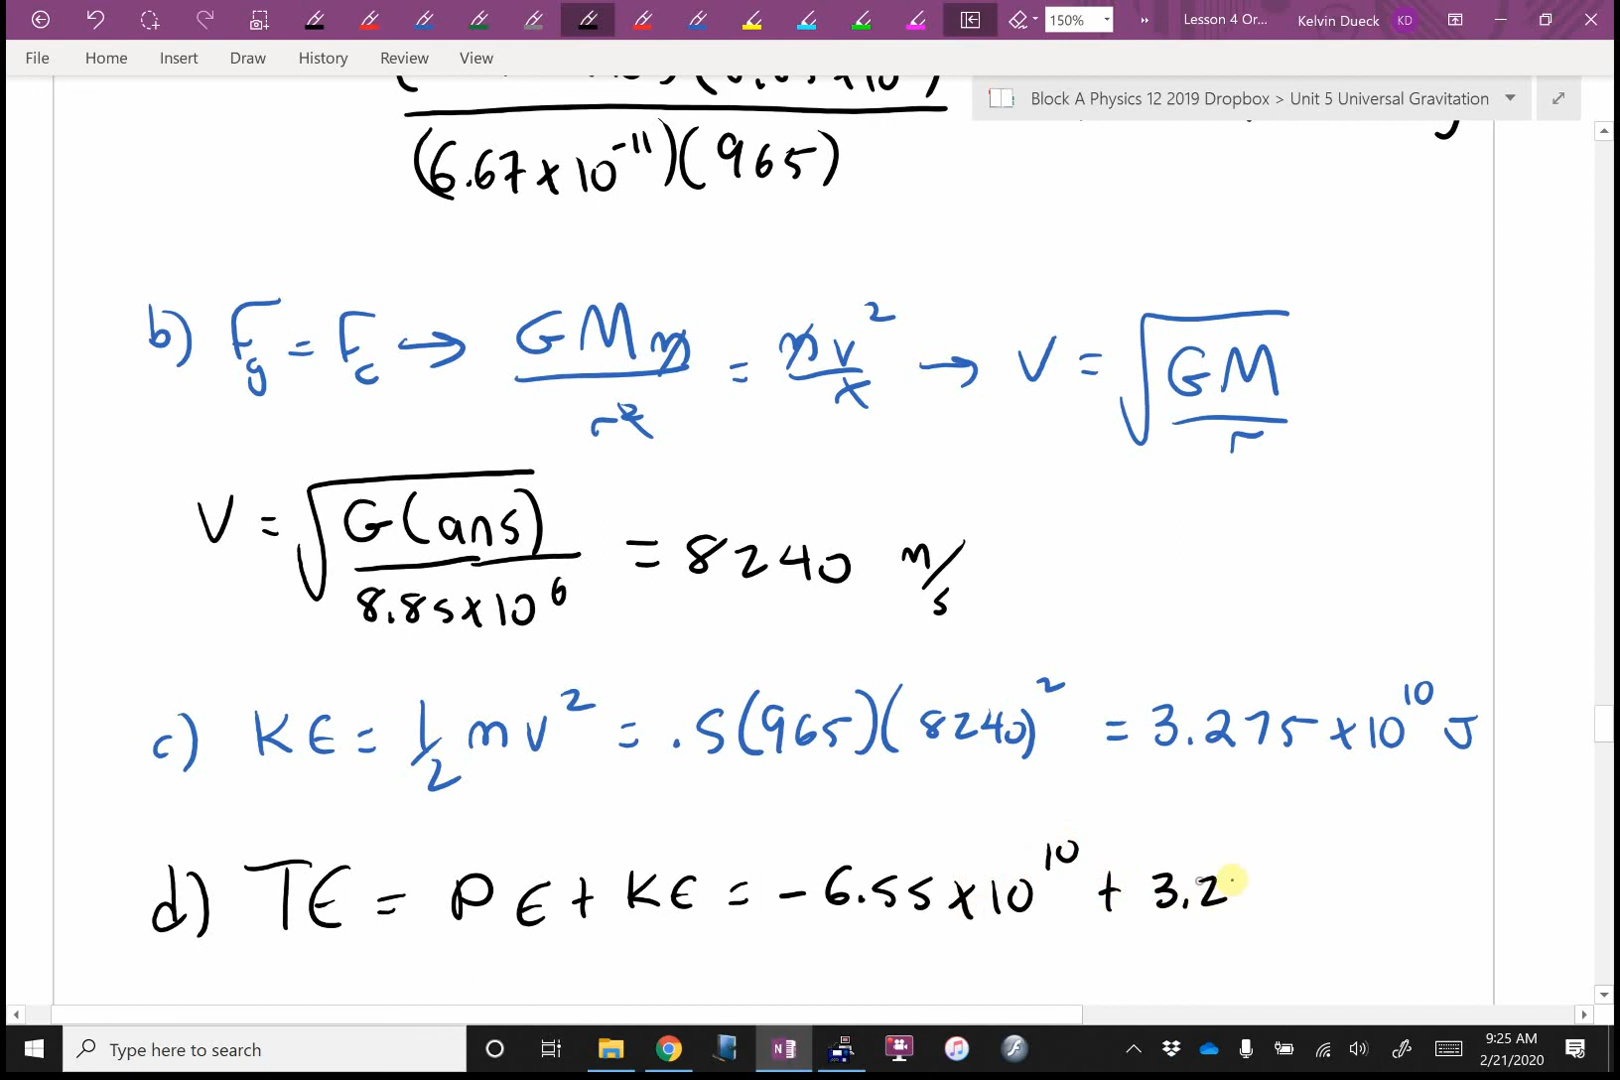 150%
Lesson 4 Or...
Kelvin Dueck
KD
File Home Insert Draw History Review View
Block A Physics 12 2019 Dropbox > Unit 5 Universal Gravitation
(6.67 x 10⁻¹¹)(965)
b) Fg = Fc → GMm/r² = mv²/r → V = √(GM/r)
V = √(G(ans)/8.85x10⁶) = 8240 m/s
c) KE = 1/2 mv² = .5(965)(8240)² = 3.275 x 10¹⁰ J
d) TE = PE + KE = -6.55 x 10¹⁰ + 3.2
Type here to search
N
9:25 AM
2/21/2020